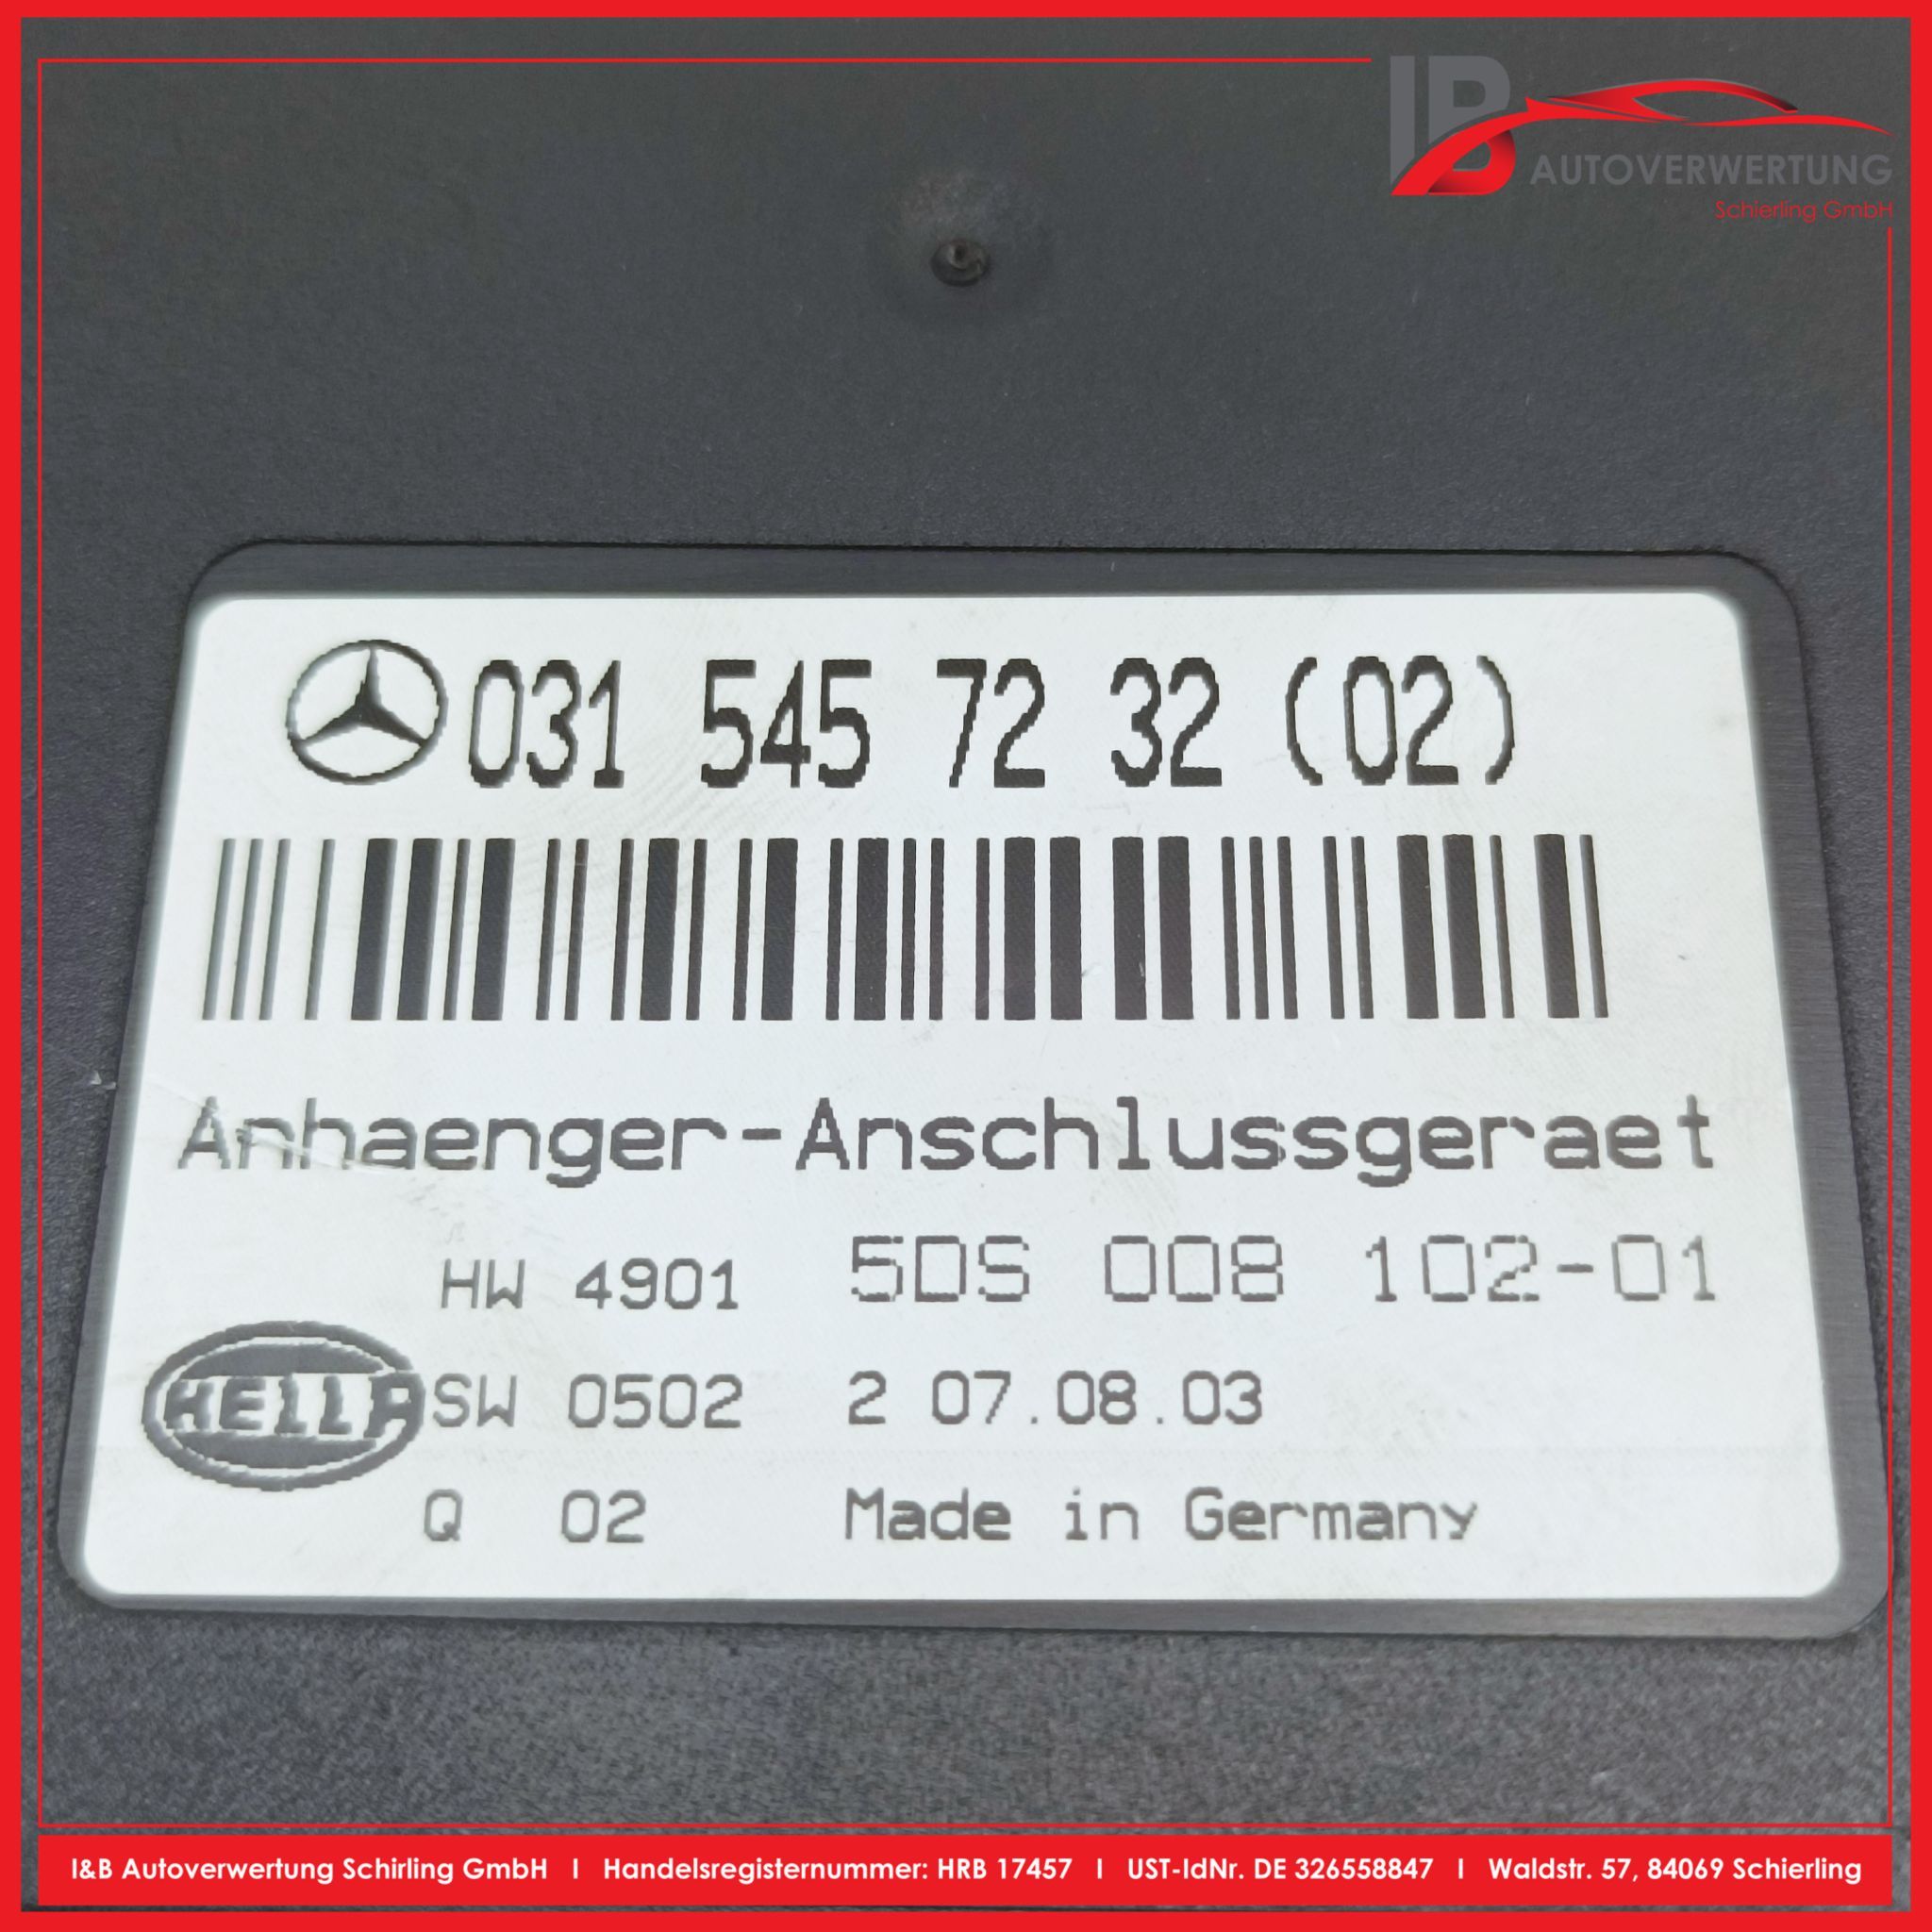 IB
AUTOVERWERTUNG
Schierling GmbH
031 545 72 32 (02)
Anhaenger-Anschlussgeraet
HW 4901 5DS 008 102-01
HELLA SW 0502 2 07.08.03
Q 02 Made in Germany
I&B Autoverwertung Schirling GmbH I Handelsregisternummer: HRB 17457 I UST-IdNr. DE 326558847 I Waldstr. 57, 84069 Schierling